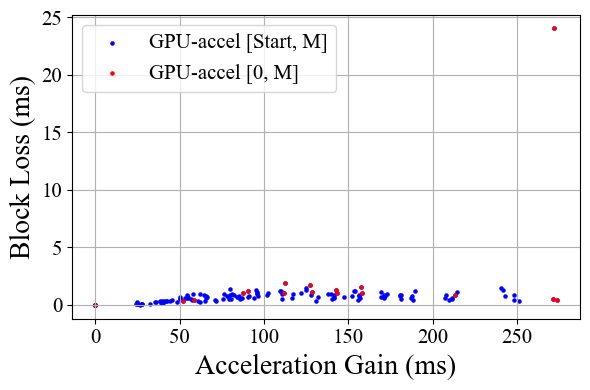 GPU-accel [Start, M]
GPU-accel [0, M]
Block Loss (ms)
25
20
15
10
5
0
0 50 100 150 200 250
Acceleration Gain (ms)